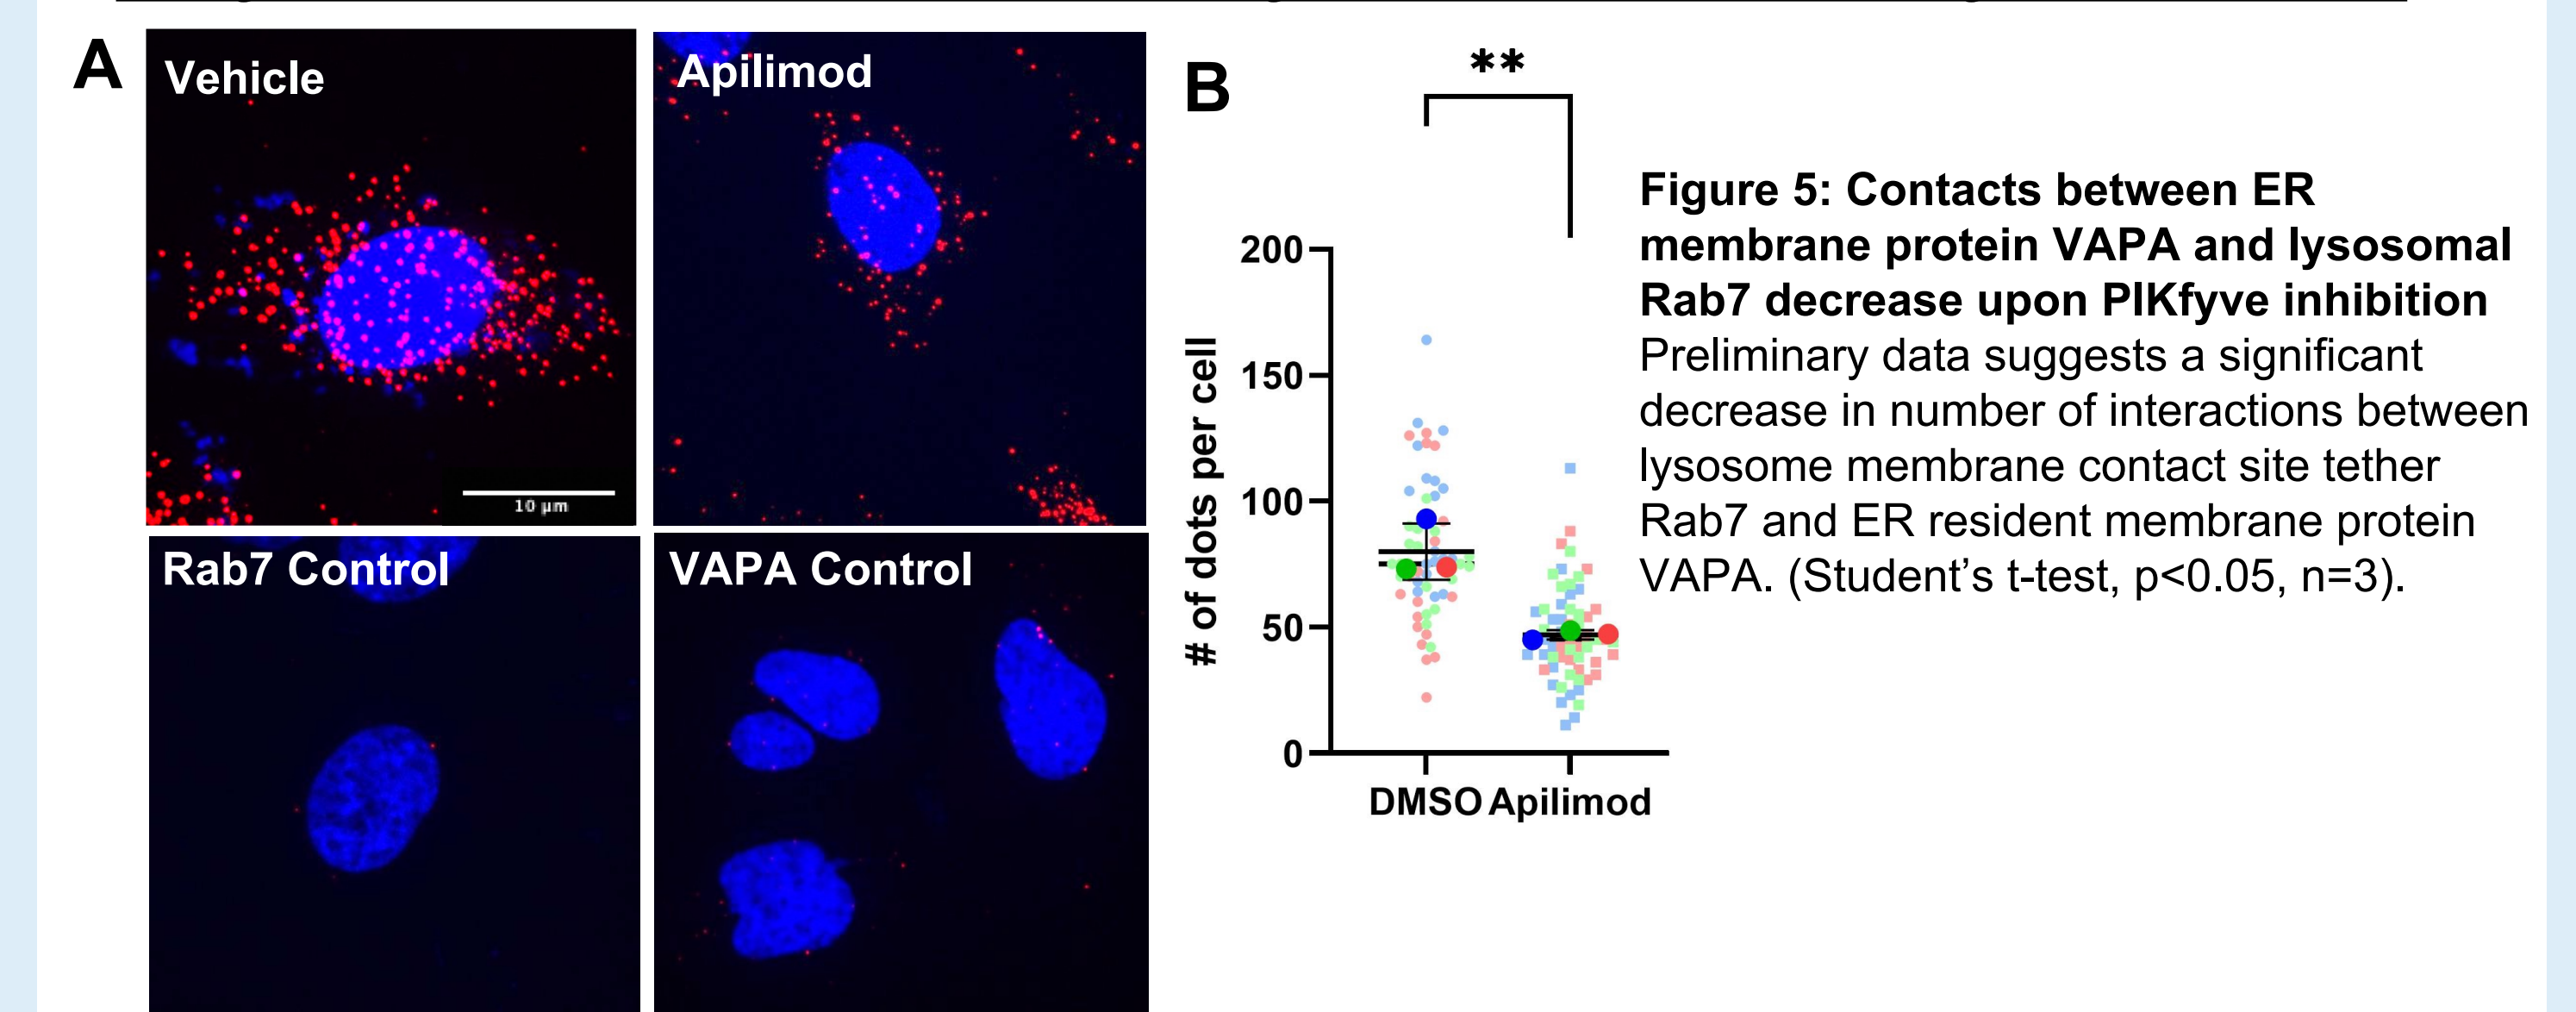 A
Vehicle
Apilimod
10 µm
Rab7 Control
VAPA Control
B
**
# of dots per cell
200
150
100
50
0
DMSO Apilimod
Figure 5: Contacts between ER
membrane protein VAPA and lysosomal
Rab7 decrease upon PIKfyve inhibition
Preliminary data suggests a significant
decrease in number of interactions between
lysosome membrane contact site tether
Rab7 and ER resident membrane protein
VAPA. (Student’s t-test, p<0.05, n=3).